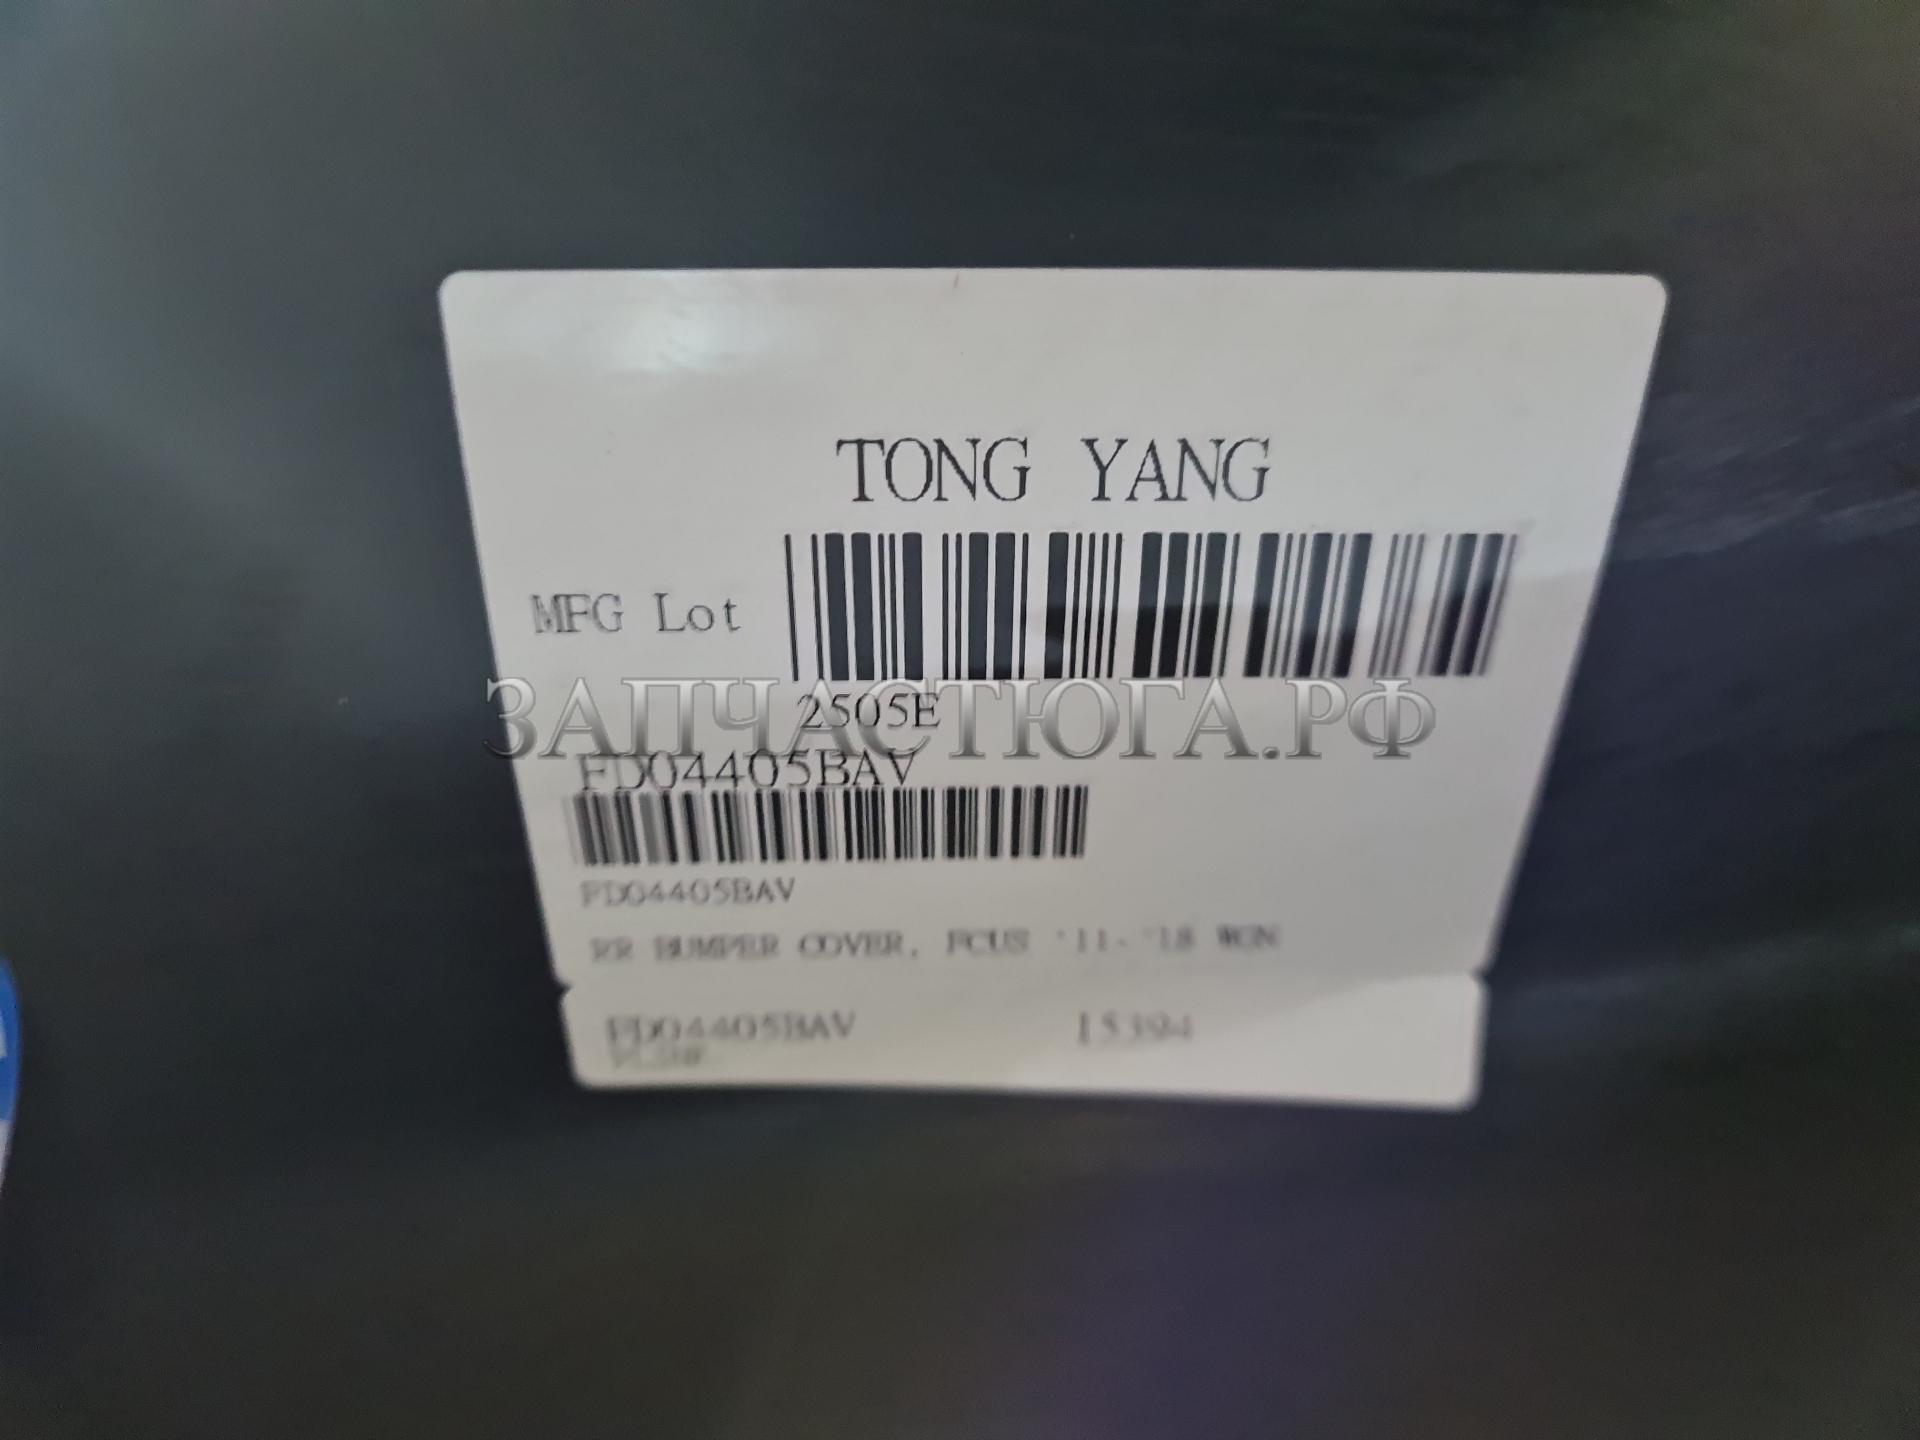 TONG YANG
MFG Lot
2505E
ЗАПЧАСТЮГА.РФ
FD04405BAV
FD04405BAV
RR BUMPER COVER, FCUS '11-'18 WGN
FD04405BAV 15394